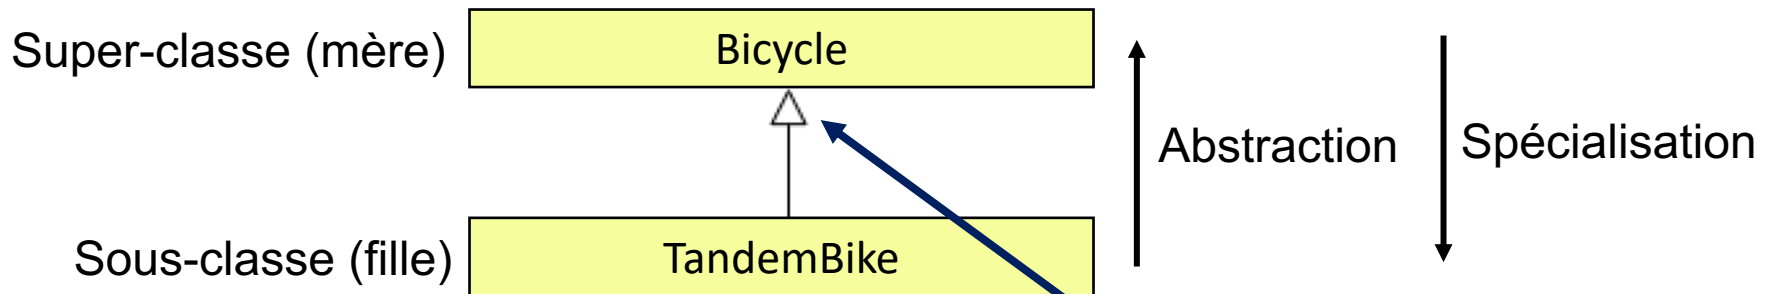 Super-classe (mère)
Bicycle
Abstraction
Spécialisation
Sous-classe (fille)
TandemBike